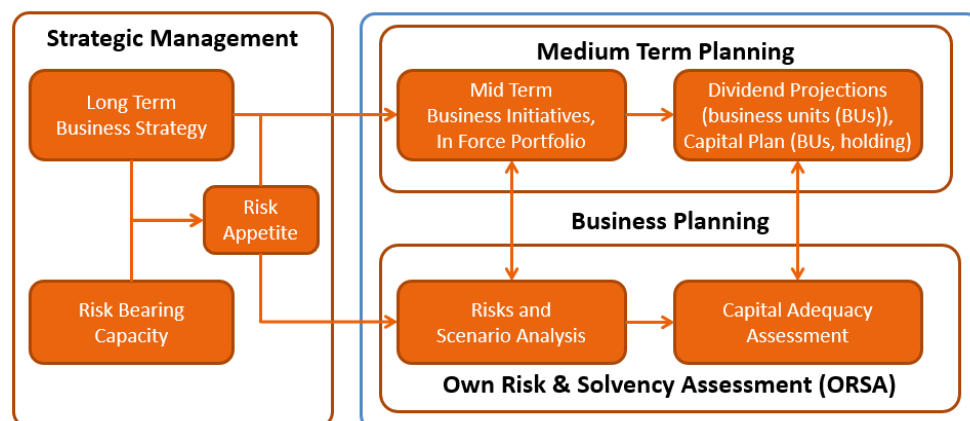 Strategic Management
Long Term
Business Strategy
Risk
Appetite
Risk Bearing
Capacity
Medium Term Planning
Mid Term
Business Initiatives,
In Force Portfolio
Dividend Projections
(business units (BUs)),
Capital Plan (BUs, holding)
Business Planning
Risks and
Scenario Analysis
Capital Adequacy
Assessment
Own Risk & Solvency Assessment (ORSA)